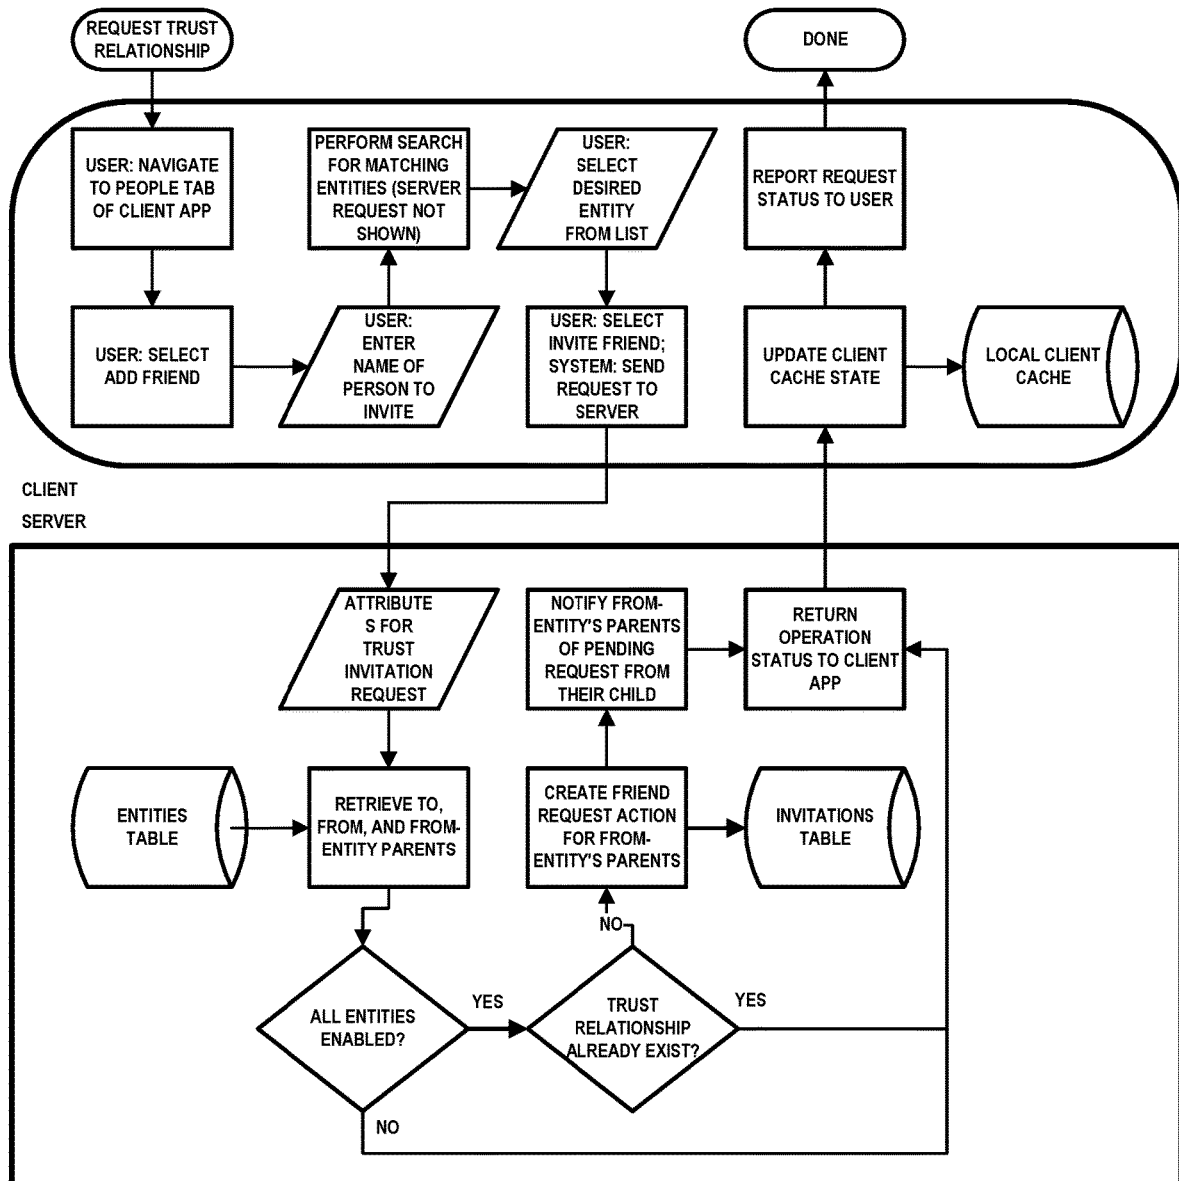 REQUEST TRUST
RELATIONSHIP
DONE
USER: NAVIGATE
TO PEOPLE TAB
OF CLIENT APP
PERFORM SEARCH
FOR MATCHING
ENTITIES (SERVER
REQUEST NOT
SHOWN)
USER:
SELECT
DESIRED
ENTITY
FROM LIST
REPORT REQUEST
STATUS TO USER
USER: SELECT
ADD FRIEND
USER:
ENTER
NAME OF
PERSON TO
INVITE
USER: SELECT
INVITE FRIEND;
SYSTEM: SEND
REQUEST TO
SERVER
UPDATE CLIENT
CACHE STATE
LOCAL CLIENT
CACHE
CLIENT
SERVER
ATTRIBUTE
S FOR
TRUST
INVITATION
REQUEST
NOTIFY FROM-
ENTITY'S PARENTS
OF PENDING
REQUEST FROM
THEIR CHILD
RETURN
OPERATION
STATUS TO CLIENT
APP
ENTITIES
TABLE
RETRIEVE TO,
FROM, AND FROM-
ENTITY PARENTS
CREATE FRIEND
REQUEST ACTION
FOR FROM-
ENTITY'S PARENTS
INVITATIONS
TABLE
NO
ALL ENTITIES
ENABLED?
YES
TRUST
RELATIONSHIP
ALREADY EXIST?
YES
NO